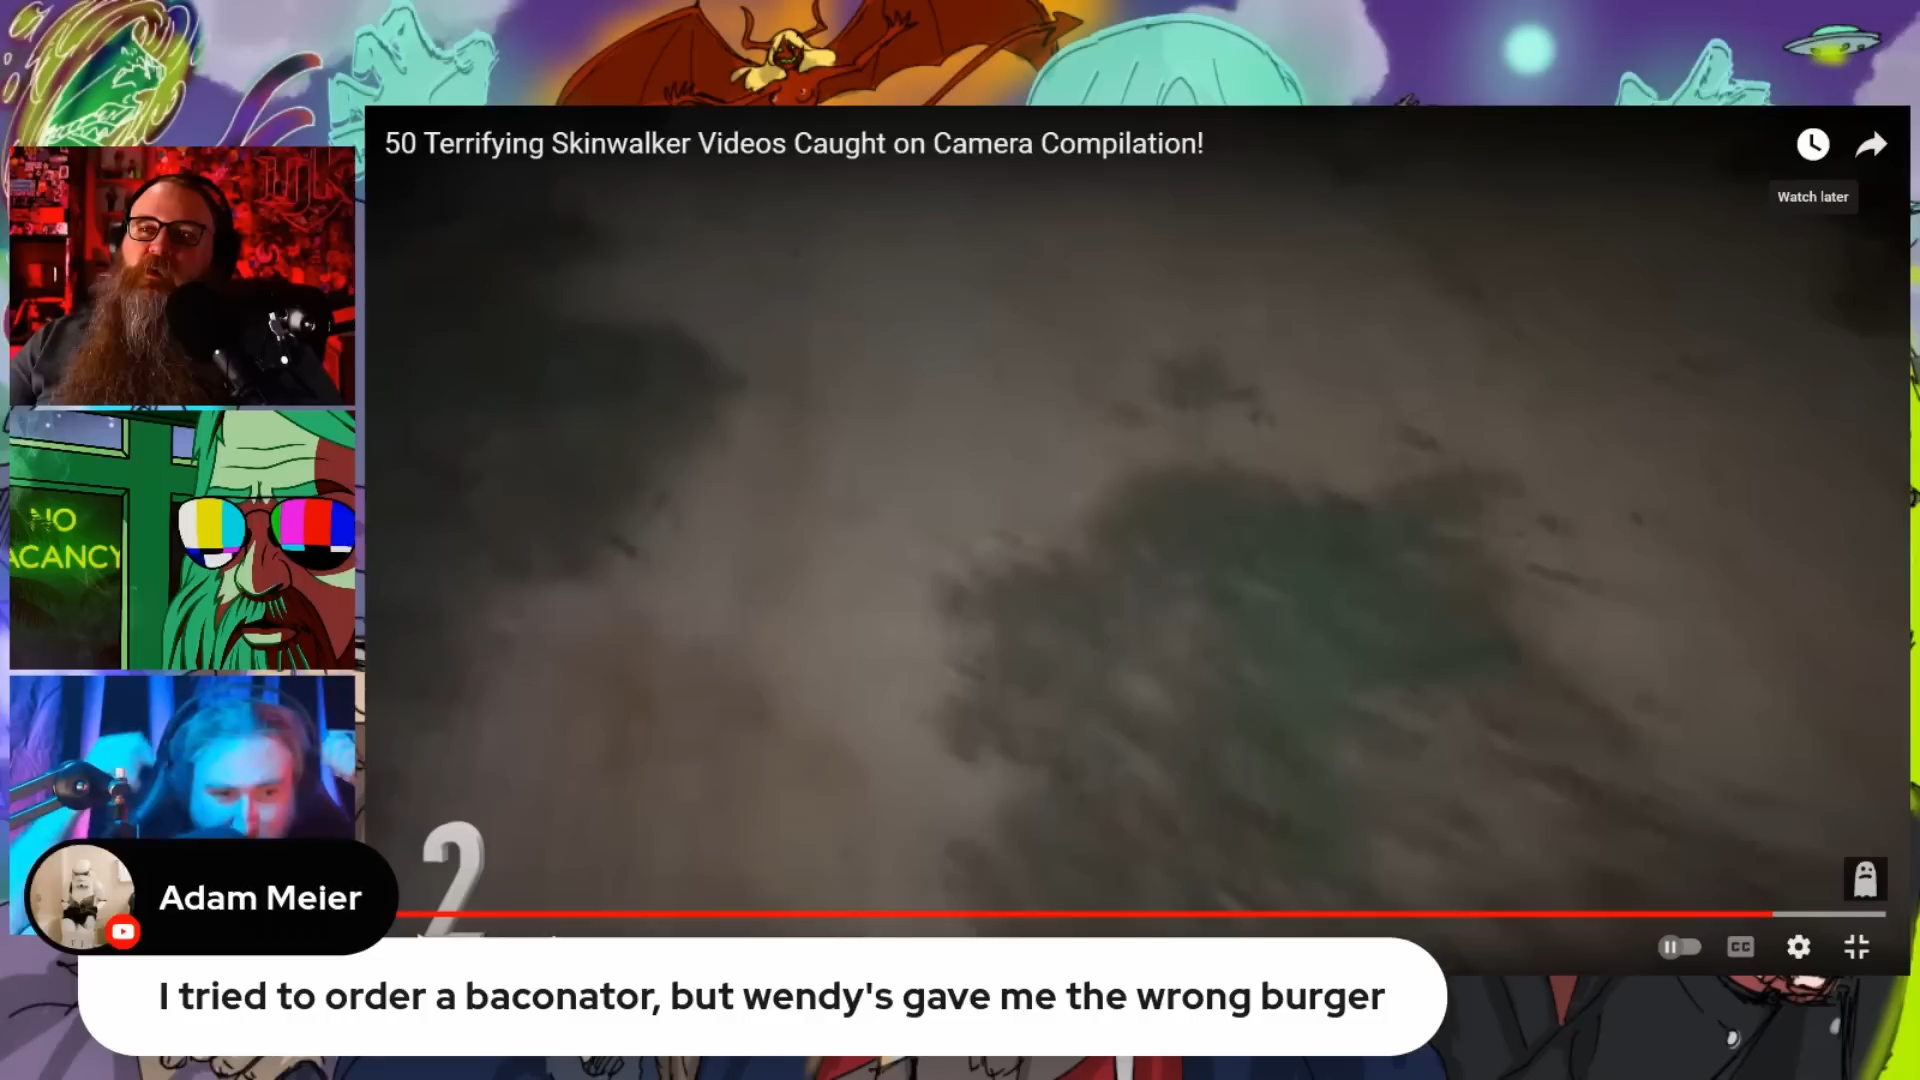 50 Terrifying Skinwalker Videos Caught on Camera Compilation!
Watch later
NO
ACANCY
2
CC
Adam Meier
I tried to order a baconator, but wendy's gave me the wrong burger